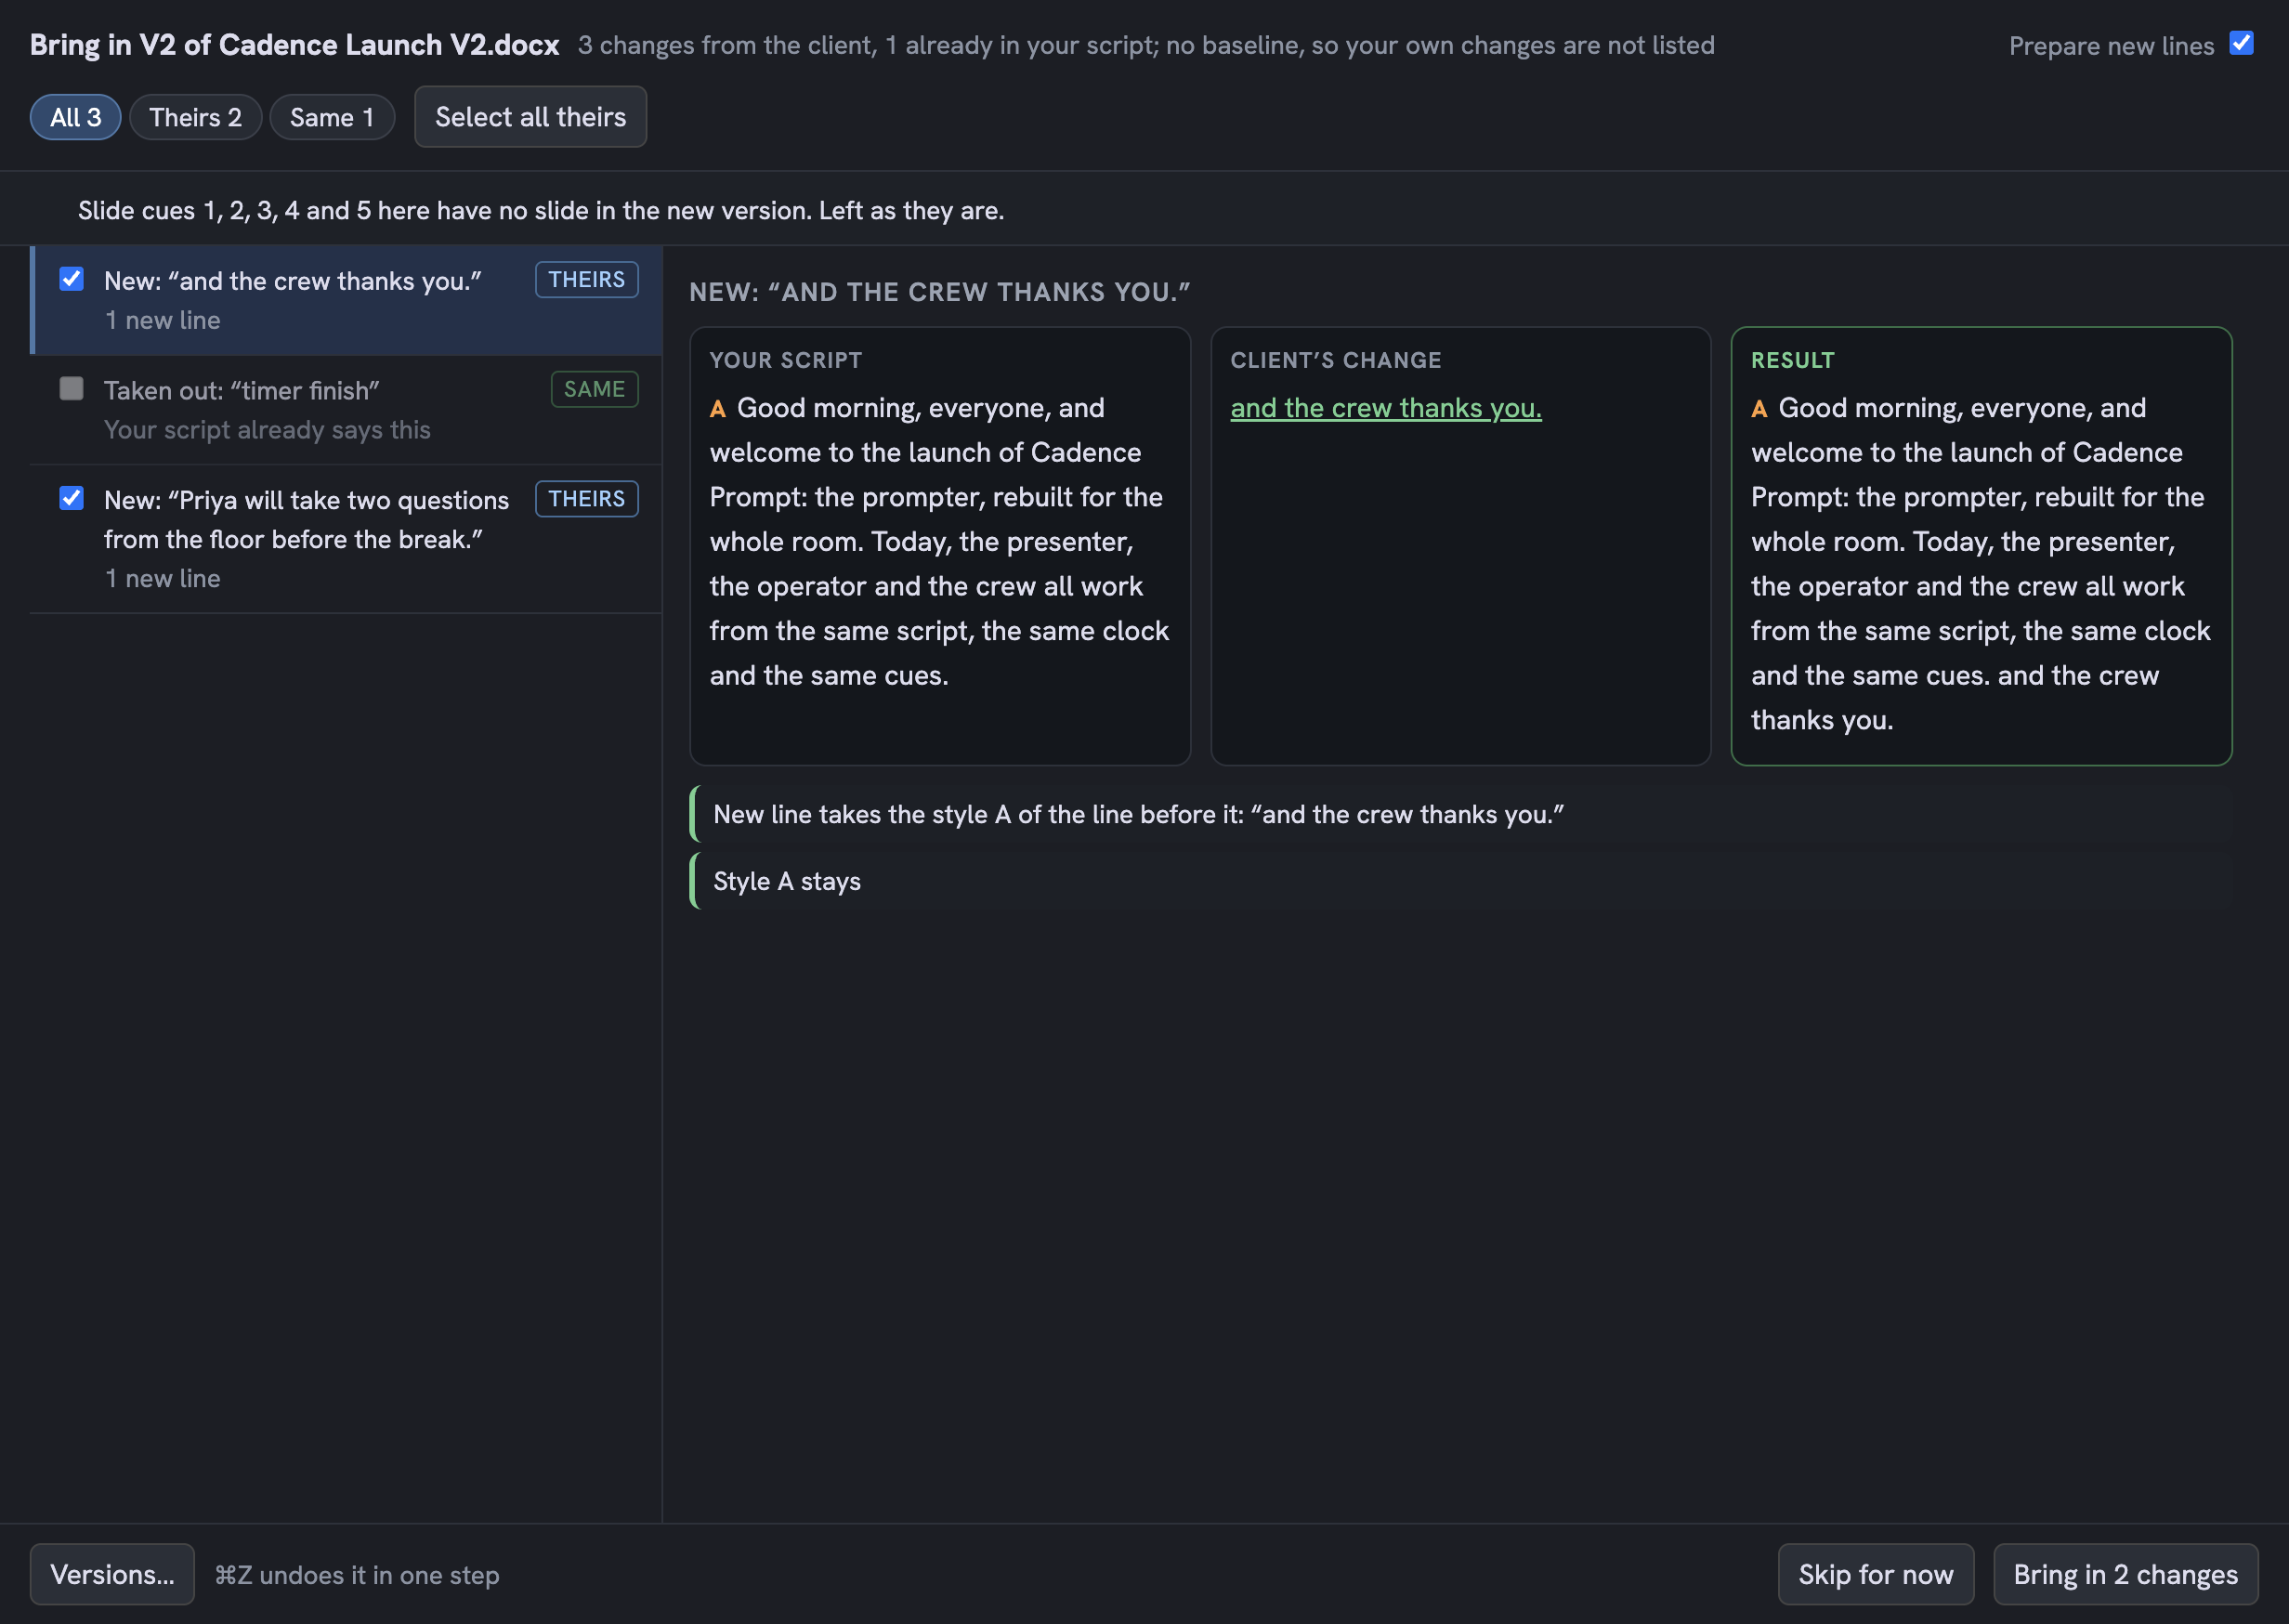 Bring in V2 of Cadence Launch V2.docx 3 changes from the client, 1 already in your script; no baseline, so your own changes are not listed Prepare new lines
All 3 Theirs 2 Same 1 Select all theirs
Slide cues 1, 2, 3, 4 and 5 here have no slide in the new version. Left as they are.
New: “and the crew thanks you.” THEIRS
1 new line
Taken out: “timer finish” SAME
Your script already says this
New: “Priya will take two questions THEIRS
from the floor before the break.”
1 new line
NEW: “AND THE CREW THANKS YOU.”
YOUR SCRIPT
A Good morning, everyone, and
welcome to the launch of Cadence
Prompt: the prompter, rebuilt for the
whole room. Today, the presenter,
the operator and the crew all work
from the same script, the same clock
and the same cues.
CLIENT’S CHANGE
and the crew thanks you.
RESULT
A Good morning, everyone, and
welcome to the launch of Cadence
Prompt: the prompter, rebuilt for the
whole room. Today, the presenter,
the operator and the crew all work
from the same script, the same clock
and the same cues. and the crew
thanks you.
New line takes the style A of the line before it: “and the crew thanks you.”
Style A stays
Versions... ⌘Z undoes it in one step Skip for now Bring in 2 changes